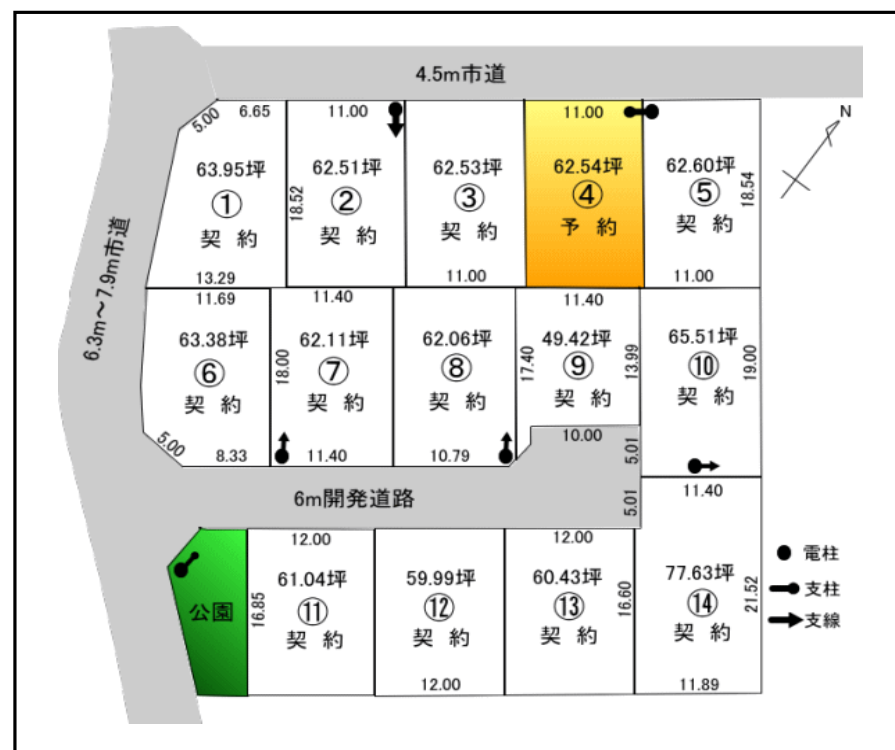 4.5m市道
N
5.00
6.65
11.00
11.00
63.95坪
62.51坪
62.53坪
62.54坪
62.60坪
①
②
③
④
⑤
契 約
契 約
契 約
予 約
契 約
18.52
18.54
13.29
11.00
11.00
6.3m～7.9m市道
11.69
11.40
11.40
63.38坪
62.11坪
62.06坪
49.42坪
65.51坪
⑥
⑦
⑧
⑨
⑩
契 約
契 約
契 約
契 約
契 約
18.00
17.40
13.99
19.00
5.00
8.33
11.40
10.79
10.00
5.01
6m開発道路
5.01
11.40
12.00
12.00
61.04坪
59.99坪
60.43坪
77.63坪
公園
⑪
⑫
⑬
⑭
契 約
契 約
契 約
契 約
16.85
16.60
21.52
12.00
11.89
電柱
支柱
支線